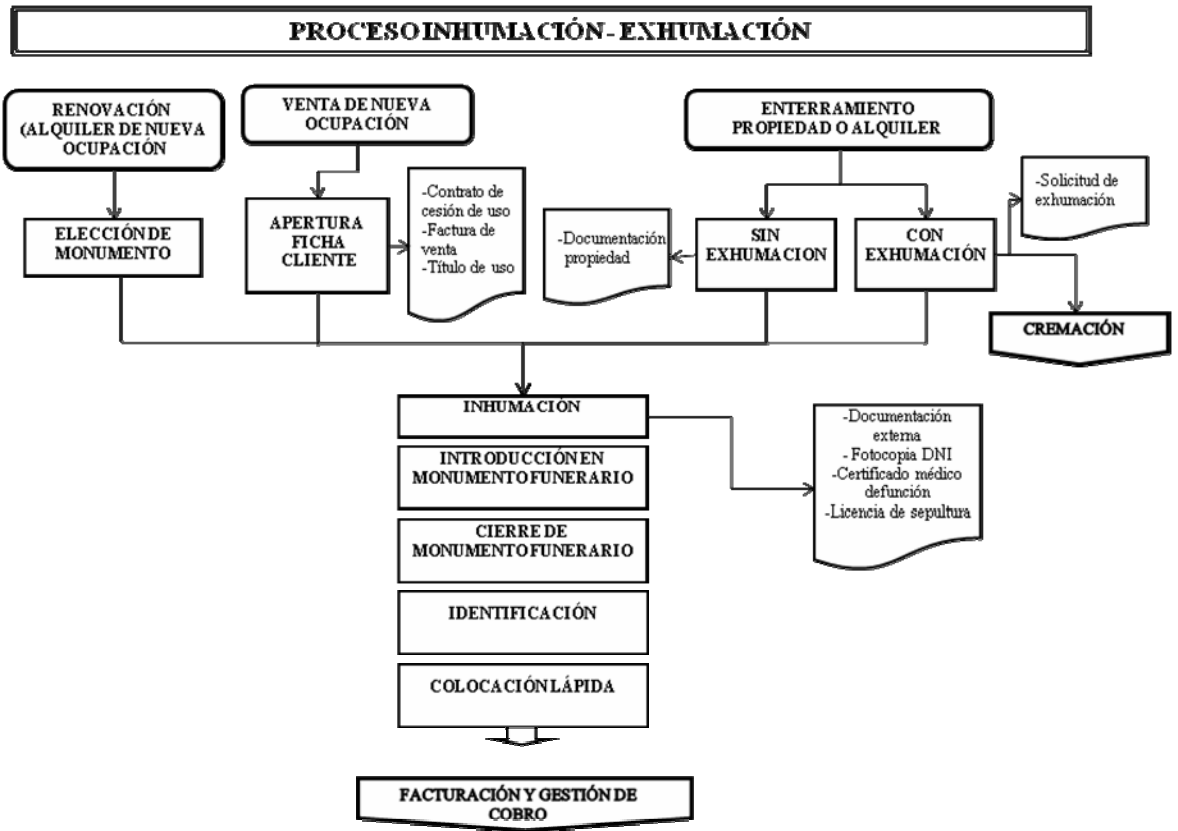 PROCESO INHUMACIÓN - EXHUMACIÓN
RENOVACIÓN
(ALQUILER DE NUEVA
OCUPACIÓN
VENTA DE NUEVA
OCUPACIÓN
ENTERRAMIENTO
PROPIEDAD O ALQUILER
ELECCIÓN DE
MONUMENTO
APERTURA
FICHA
CLIENTE
-Contrato de
cesión de uso
-Factura de
venta
-Título de uso
-Documentación
propiedad
SIN
EXHUMACION
CON
EXHUMACIÓN
-Solicitud de
exhumación
CREMACIÓN
INHUMACIÓN
-Documentación
externa
- Fotocopia DNI
-Certificado médico
defunción
-Licencia de sepultura
INTRODUCCIÓN EN
MONUMENTO FUNERARIO
CIERRE DE
MONUMENTO FUNERARIO
IDENTIFICACIÓN
COLOCACIÓN LÁPIDA
FACTURACIÓN Y GESTIÓN DE
COBRO